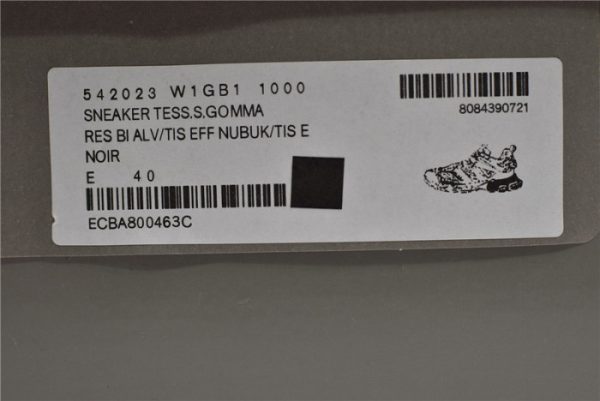 542023 W1GB1 1000
8084390721
SNEAKER TESS.S.GOMMA
RES BI ALV/TIS EFF NUBUK/TIS E
NOIR
E 40
ECBA800463C